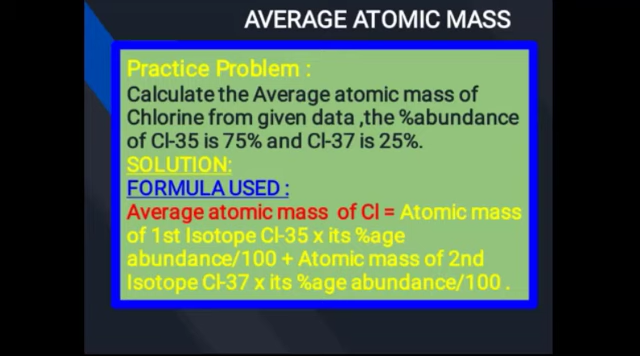 AVERAGE ATOMIC MASS
Practice Problem :
Calculate the Average atomic mass of
Chlorine from given data ,the %abundance
of Cl-35 is 75% and Cl-37 is 25%.
SOLUTION:
FORMULA USED :
Average atomic mass of Cl = Atomic mass
of 1st Isotope Cl-35 x its %age
abundance/100 + Atomic mass of 2nd
Isotope Cl-37 x its %age abundance/100 .